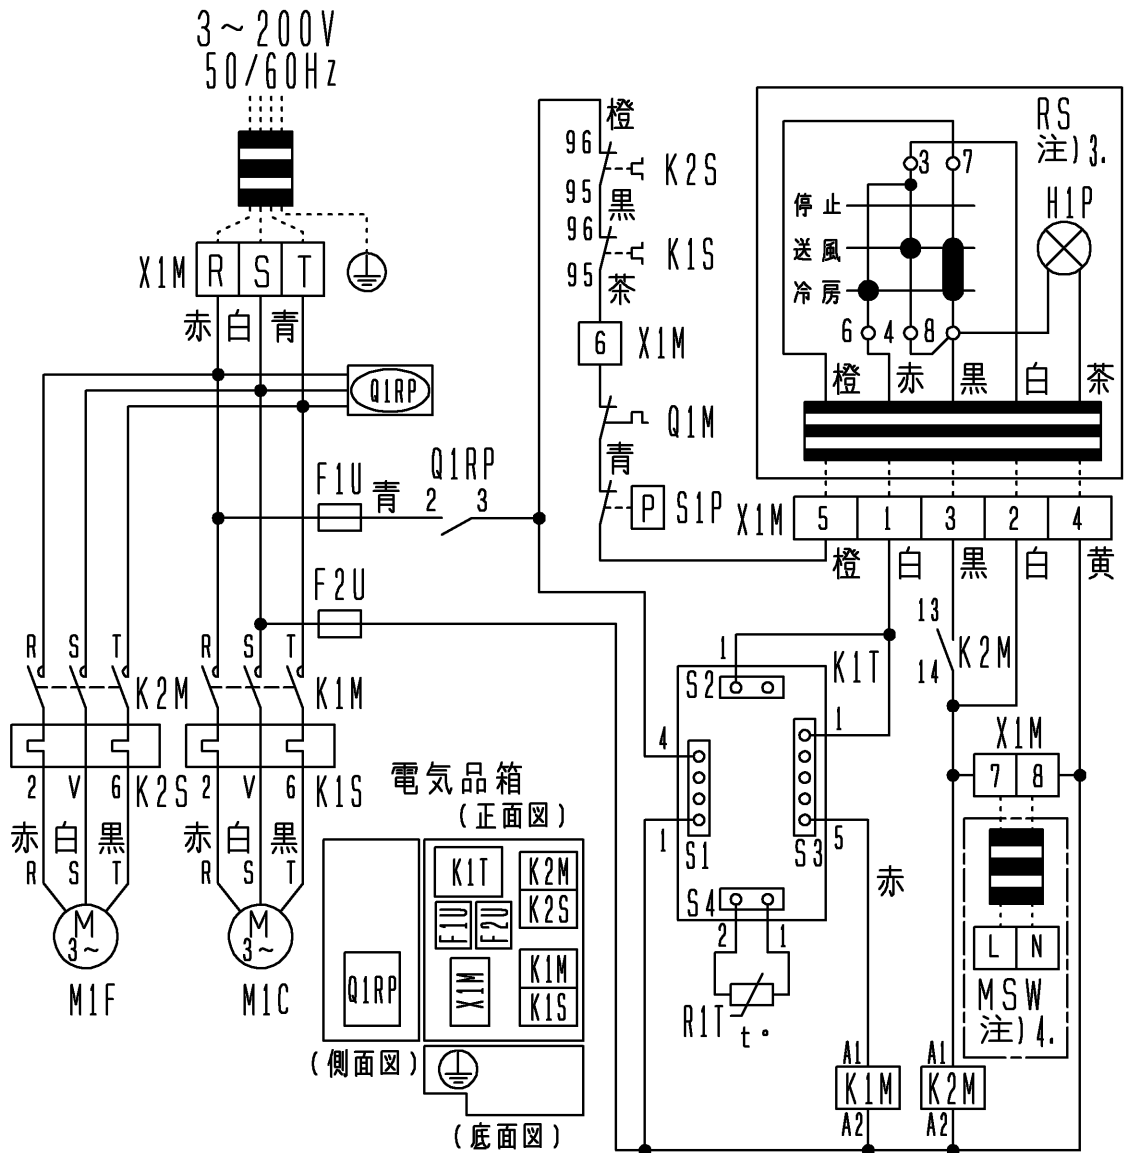 3～200V
50/60Hz
X1M R S T
赤 白 青
Q1RP
橙
96
K2S
95
黒
96
K1S
95
茶
6 X1M
Q1M
青
P S1P
RS
注)3.
H1P
3 7
停止
送風
冷房
6 4 8
橙 赤 黒 白 茶
X1M 5 1 3 2 4
橙 白 黒 白 黄
F1U 青 Q1RP
2 3
F2U
R S T R S T
K2M K1M
2 V 6 K2S 2 V 6 K1S
赤 白 黒 赤 白 黒
R S T R S T
M
3～
M
3～
M1F M1C
13
K2M
14
1 K1T
S2
4 1
1 5
S1 S3
赤
S4
2 1
R1T
t°
X1M
7 8
L N
MSW
注)4.
A1 A1
K1M K2M
A2 A2
電気品箱
(正面図)
K1T K2M
K2S
F1U F2U
X1M K1M
K1S
Q1RP
(側面図)
(底面図)